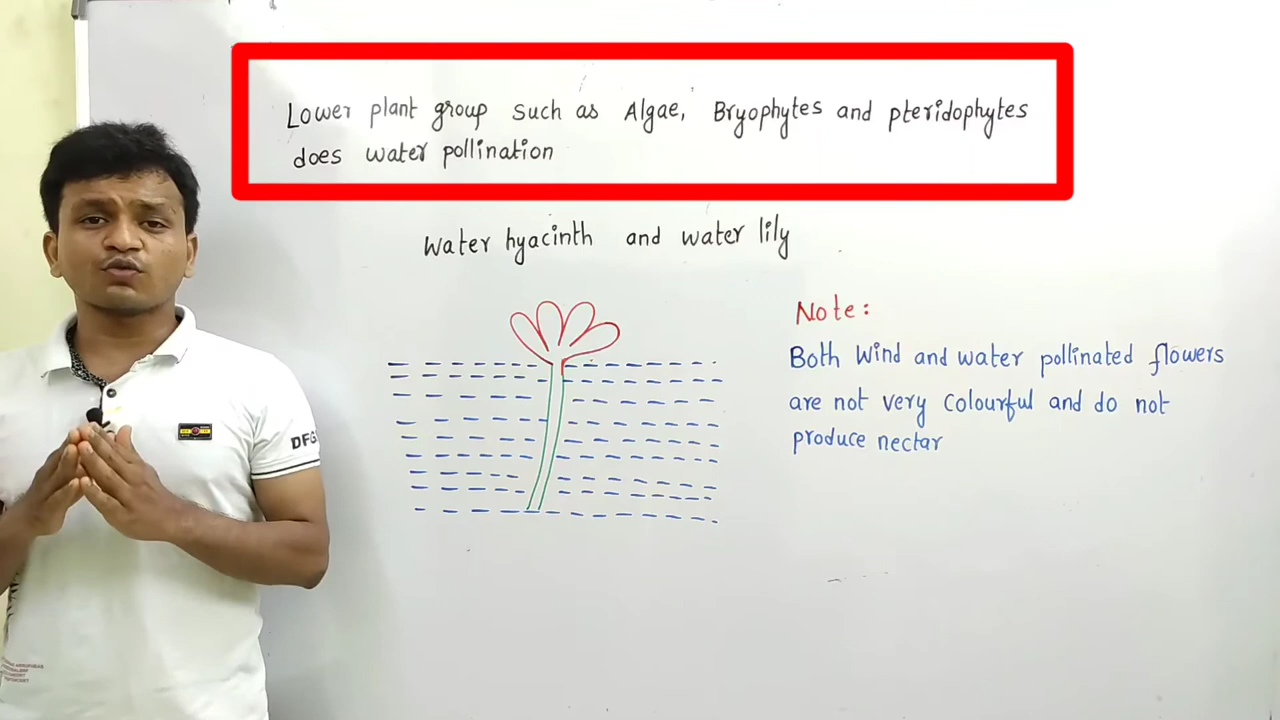 Lower plant group such as Algae, Bryophytes and pteridophytes
does water pollination
water hyacinth and water lily
Note:
Both wind and water pollinated flowers
are not very colourful and do not
produce nectar